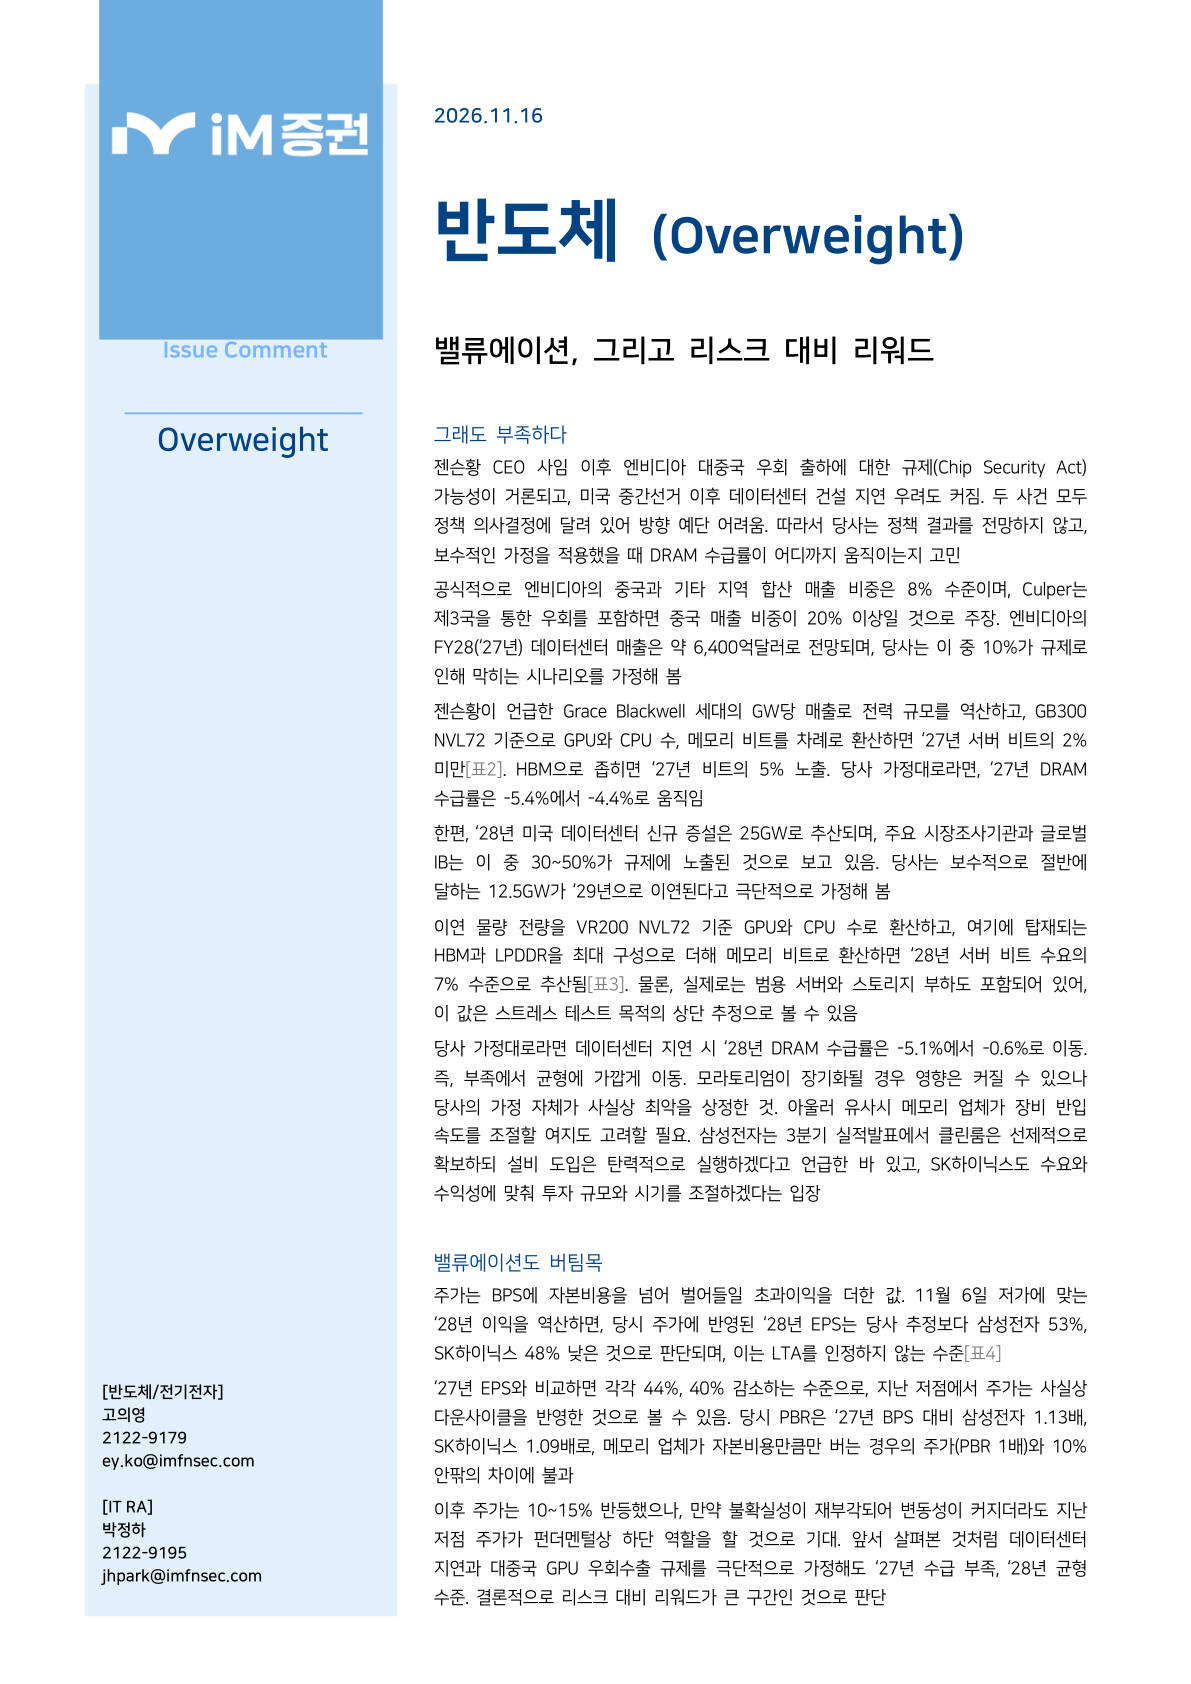 iM증권
Issue Comment
Overweight
2026.11.16
반도체 (Overweight)
밸류에이션, 그리고 리스크 대비 리워드
그래도 부족하다
젠슨황 CEO 사임 이후 엔비디아 대중국 우회 출하에 대한 규제(Chip Security Act)
가능성이 거론되고, 미국 중간선거 이후 데이터센터 건설 지연 우려도 커짐. 두 사건 모두
정책 의사결정에 달려 있어 방향 예단 어려움. 따라서 당사는 정책 결과를 전망하지 않고,
보수적인 가정을 적용했을 때 DRAM 수급률이 어디까지 움직이는지 고민
공식적으로 엔비디아의 중국과 기타 지역 합산 매출 비중은 8% 수준이며, Culper는
제3국을 통한 우회를 포함하면 중국 매출 비중이 20% 이상일 것으로 주장. 엔비디아의
FY28(‘27년) 데이터센터 매출은 약 6,400억달러로 전망되며, 당사는 이 중 10%가 규제로
인해 막히는 시나리오를 가정해 봄
젠슨황이 언급한 Grace Blackwell 세대의 GW당 매출로 전력 규모를 역산하고, GB300
NVL72 기준으로 GPU와 CPU 수, 메모리 비트를 차례로 환산하면 ‘27년 서버 비트의 2%
미만[표2]. HBM으로 좁히면 ‘27년 비트의 5% 노출. 당사 가정대로라면, ‘27년 DRAM
수급률은 -5.4%에서 -4.4%로 움직임
한편, ‘28년 미국 데이터센터 신규 증설은 25GW로 추산되며, 주요 시장조사기관과 글로벌
IB는 이 중 30~50%가 규제에 노출된 것으로 보고 있음. 당사는 보수적으로 절반에
달하는 12.5GW가 ‘29년으로 이연된다고 극단적으로 가정해 봄
이연 물량 전량을 VR200 NVL72 기준 GPU와 CPU 수로 환산하고, 여기에 탑재되는
HBM과 LPDDR을 최대 구성으로 더해 메모리 비트로 환산하면 ‘28년 서버 비트 수요의
7% 수준으로 추산됨[표3]. 물론, 실제로는 범용 서버와 스토리지 부하도 포함되어 있어,
이 값은 스트레스 테스트 목적의 상단 추정으로 볼 수 있음
당사 가정대로라면 데이터센터 지연 시 ‘28년 DRAM 수급률은 -5.1%에서 -0.6%로 이동.
즉, 부족에서 균형에 가깝게 이동. 모라토리엄이 장기화될 경우 영향은 커질 수 있으나
당사의 가정 자체가 사실상 최악을 상정한 것. 아울러 유사시 메모리 업체가 장비 반입
속도를 조절할 여지도 고려할 필요. 삼성전자는 3분기 실적발표에서 클린룸은 선제적으로
확보하되 설비 도입은 탄력적으로 실행하겠다고 언급한 바 있고, SK하이닉스도 수요와
수익성에 맞춰 투자 규모와 시기를 조절하겠다는 입장
밸류에이션도 버팀목
주가는 BPS에 자본비용을 넘어 벌어들일 초과이익을 더한 값. 11월 6일 저가에 맞는
‘28년 이익을 역산하면, 당시 주가에 반영된 ‘28년 EPS는 당사 추정보다 삼성전자 53%,
SK하이닉스 48% 낮은 것으로 판단되며, 이는 LTA를 인정하지 않는 수준[표4]
‘27년 EPS와 비교하면 각각 44%, 40% 감소하는 수준으로, 지난 저점에서 주가는 사실상
다운사이클을 반영한 것으로 볼 수 있음. 당시 PBR은 ‘27년 BPS 대비 삼성전자 1.13배,
SK하이닉스 1.09배로, 메모리 업체가 자본비용만큼만 버는 경우의 주가(PBR 1배)와 10%
안팎의 차이에 불과
이후 주가는 10~15% 반등했으나, 만약 불확실성이 재부각되어 변동성이 커지더라도 지난
저점 주가가 펀더멘털상 하단 역할을 할 것으로 기대. 앞서 살펴본 것처럼 데이터센터
지연과 대중국 GPU 우회수출 규제를 극단적으로 가정해도 ‘27년 수급 부족, ‘28년 균형
수준. 결론적으로 리스크 대비 리워드가 큰 구간인 것으로 판단
[반도체/전기전자]
고의영
2122-9179
ey.ko@imfnsec.com
[IT RA]
박정하
2122-9195
jhpark@imfnsec.com